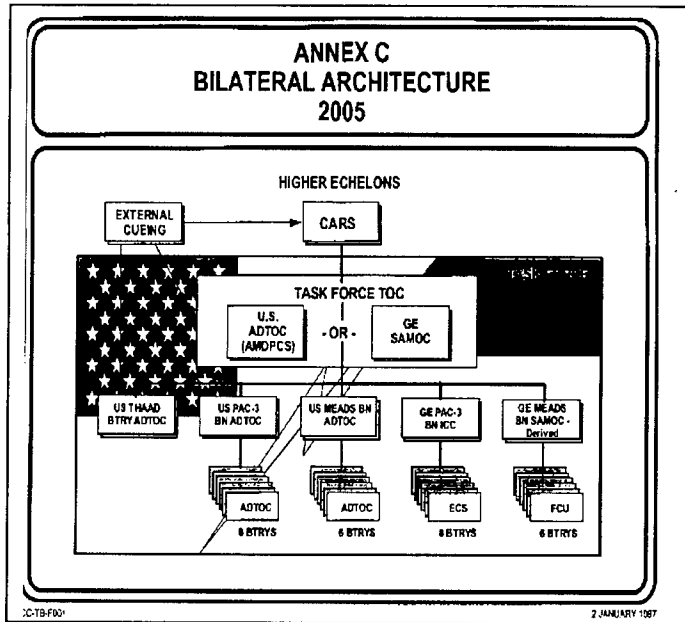 ANNEX C
BILATERAL ARCHITECTURE
2005
HIGHER ECHELONS
EXTERNAL
CUEING
CARS
TASK FORCE
TASK FORCE TOC
U.S.
ADTOC
(AMDPCS)
- OR -
GE
SAMOC
US THAAD
BTRY ADTOC
US PAC-3
BN ADTOC
US MEADS BN
ADTOC
GE PAC-3
BN ICC
GE MEADS
BN SAMOC -
Derived
ADTOC
ADTOC
ECS
FCU
6 BTRYS
6 BTRYS
2 JANUARY 1997